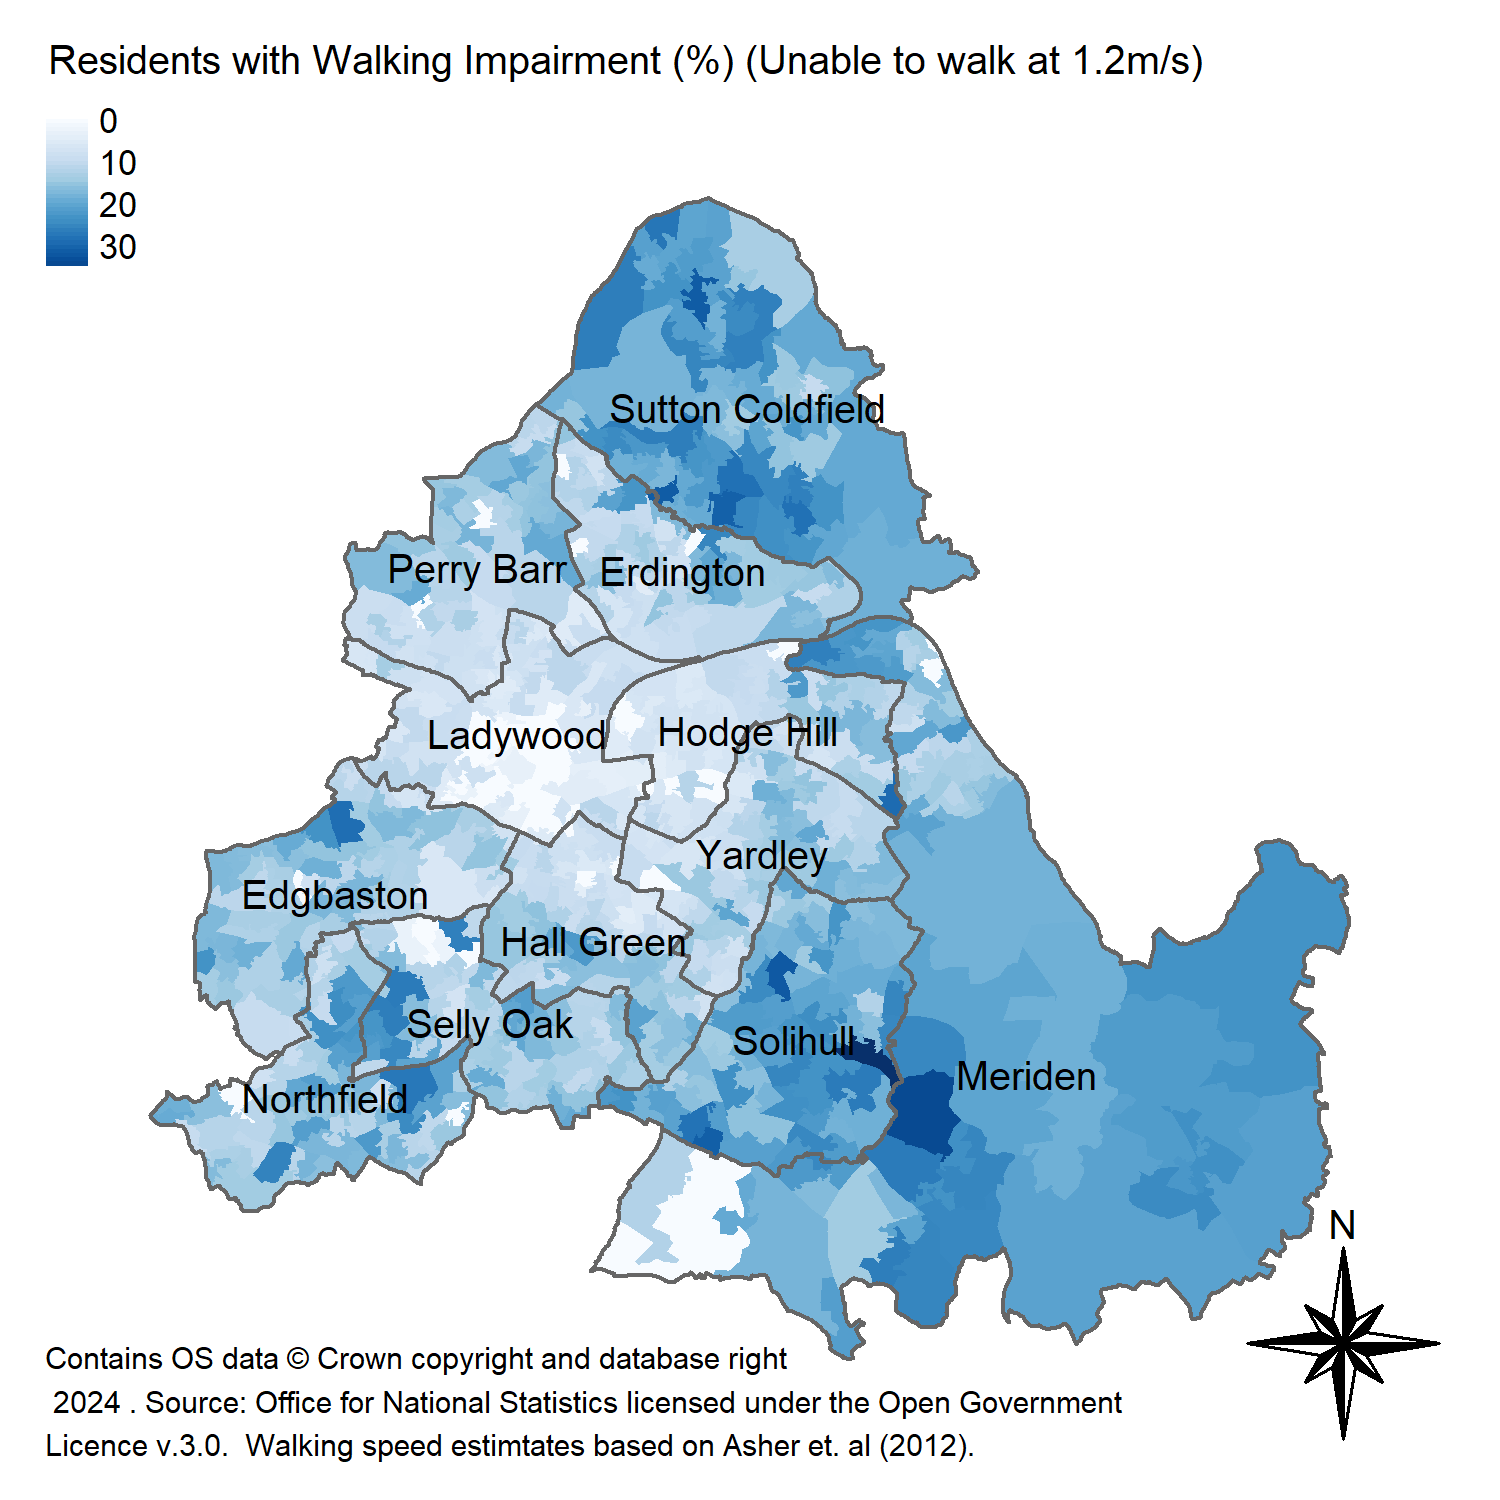 Residents with Walking Impairment (%) (Unable to walk at 1.2m/s)
0
10
20
30
Sutton Coldfield
Perry Barr
Erdington
Ladywood
Hodge Hill
Yardley
Edgbaston
Hall Green
Selly Oak
Solihull
Meriden
Northfield
N
Contains OS data © Crown copyright and database right
2024 . Source: Office for National Statistics licensed under the Open Government
Licence v.3.0.  Walking speed estimtates based on Asher et. al (2012).